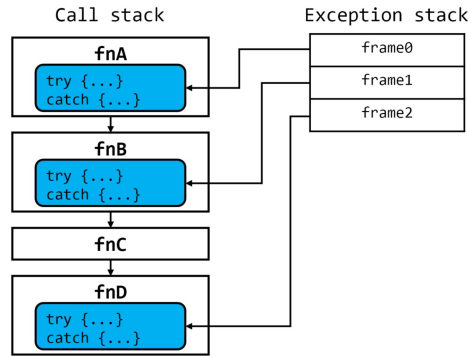 Call stack
Exception stack
fnA
try {...}
catch {...}
frame0
frame1
frame2
fnB
try {...}
catch {...}
fnC
fnD
try {...}
catch {...}